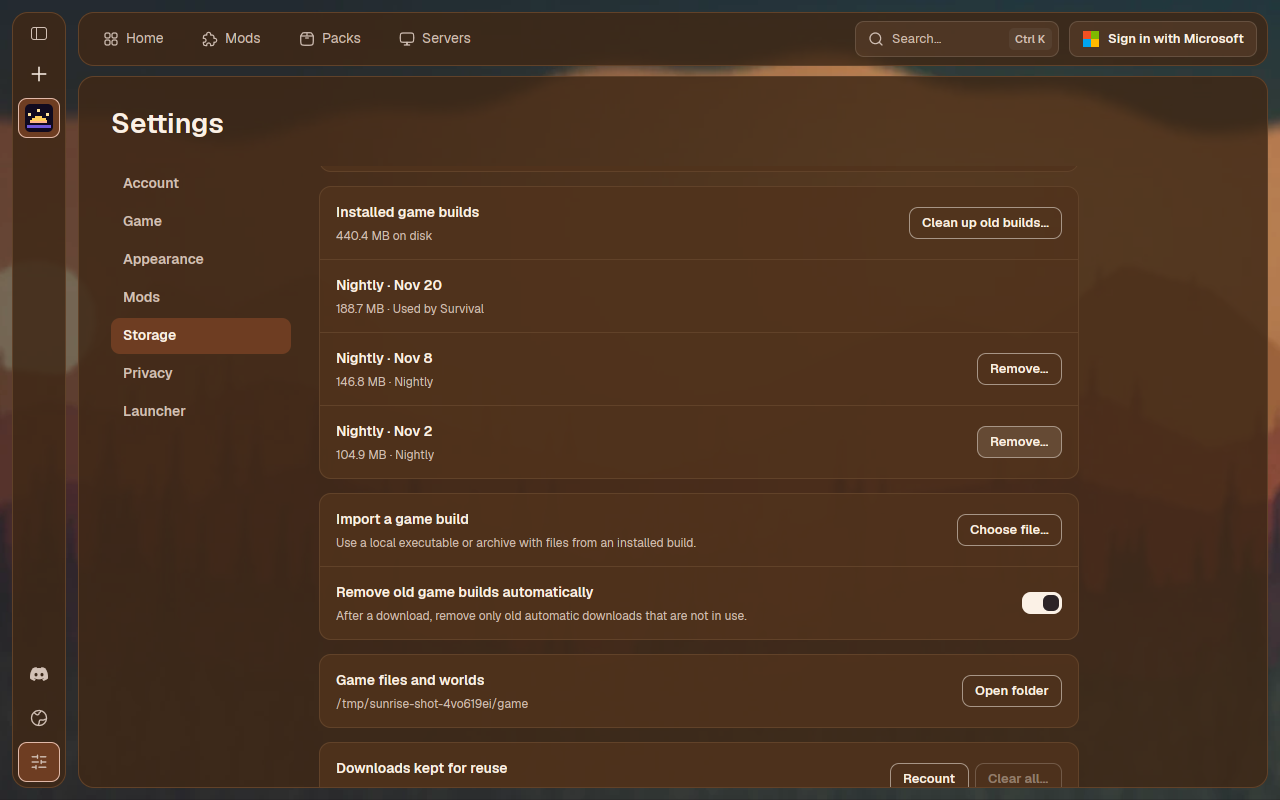 Home
Mods
Packs
Servers
Search...
Ctrl K
Sign in with Microsoft
Settings
Account
Game
Appearance
Mods
Storage
Privacy
Launcher
Installed game builds
440.4 MB on disk
Clean up old builds...
Nightly · Nov 20
188.7 MB · Used by Survival
Nightly · Nov 8
146.8 MB · Nightly
Remove...
Nightly · Nov 2
104.9 MB · Nightly
Remove...
Import a game build
Use a local executable or archive with files from an installed build.
Choose file...
Remove old game builds automatically
After a download, remove only old automatic downloads that are not in use.
Game files and worlds
/tmp/sunrise-shot-4vo619ei/game
Open folder
Downloads kept for reuse
Recount
Clear all...